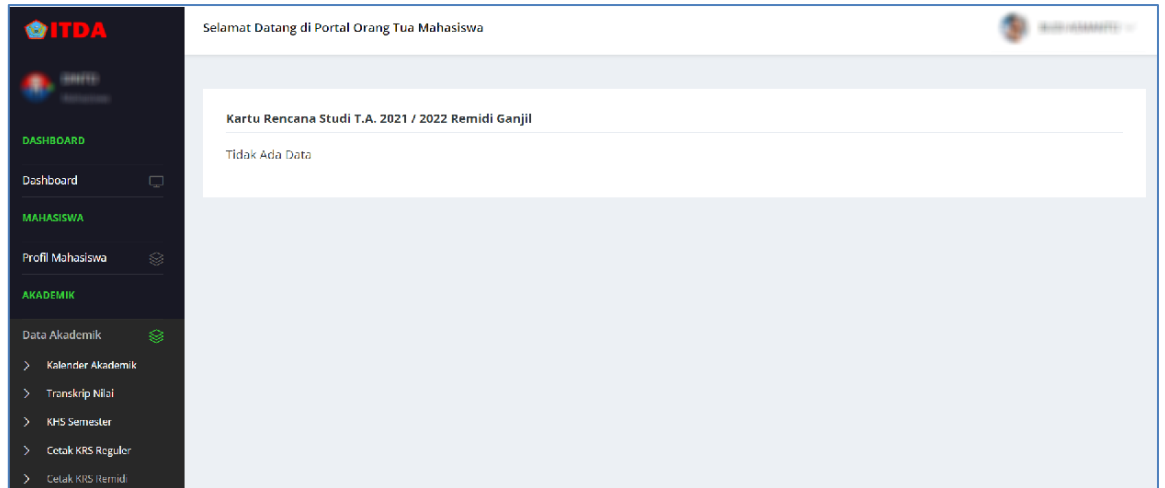 ITDA
Selamat Datang di Portal Orang Tua Mahasiswa
DASHBOARD
Dashboard
MAHASISWA
Profil Mahasiswa
AKADEMIK
Data Akademik
Kalender Akademik
Transkrip Nilai
KHS Semester
Cetak KRS Reguler
Cetak KRS Remidi
Kartu Rencana Studi T.A. 2021 / 2022 Remidi Ganjil
Tidak Ada Data